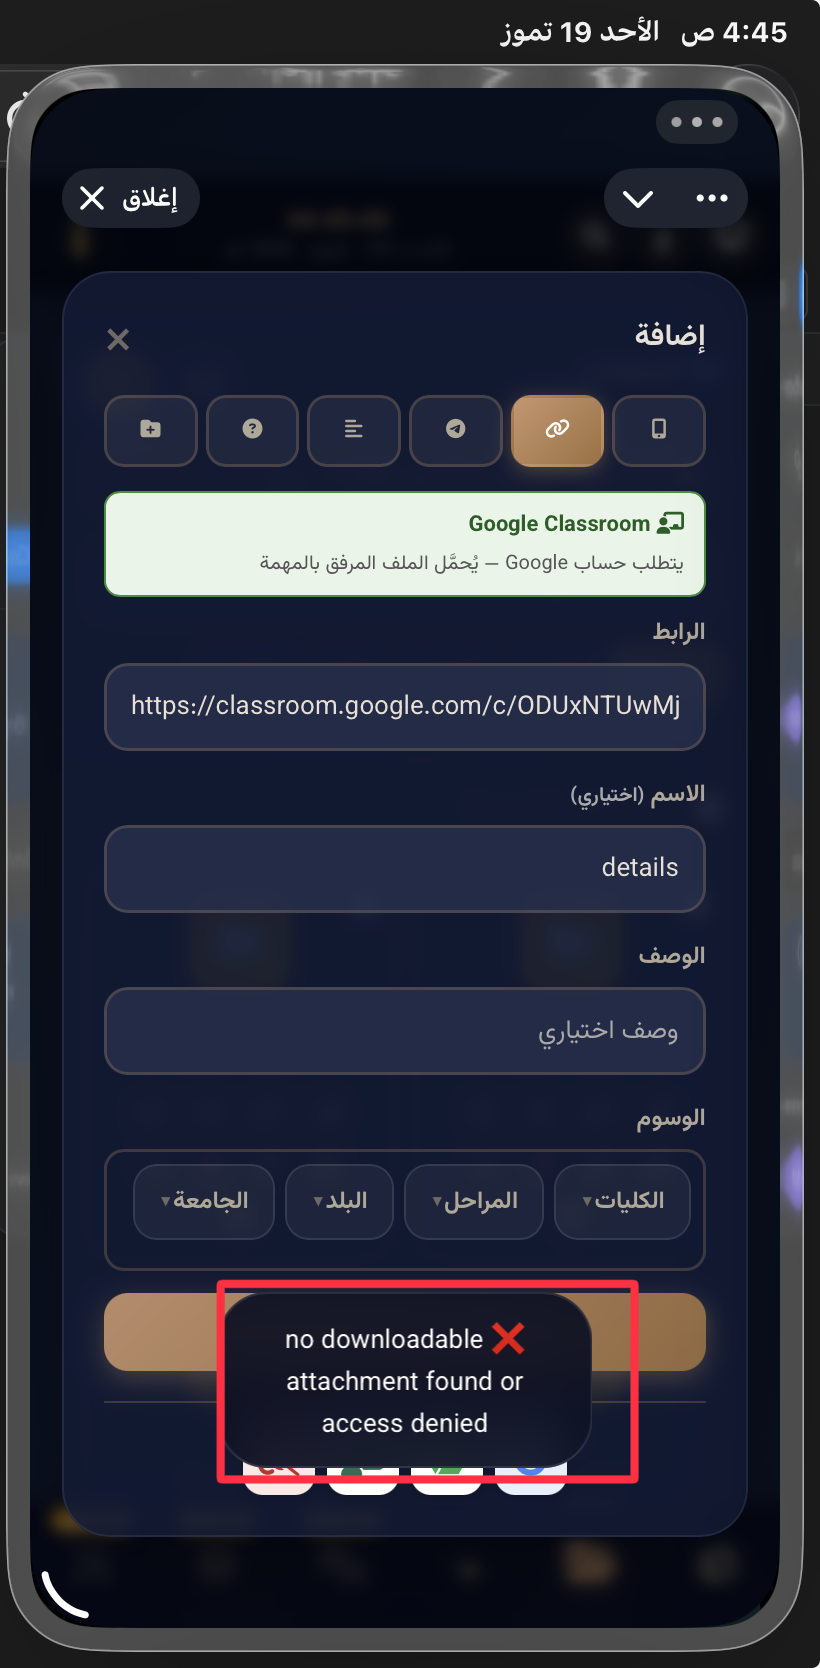 4:45 ص الأحد 19 تموز
إغلاق
إضافة
Google Classroom
يتطلب حساب Google — يُحمَّل الملف المرفق بالمهمة
الرابط
https://classroom.google.com/c/ODUxNTUwMj
الاسم (اختياري)
details
الوصف
وصف اختياري
الوسوم
الكليات
المراحل
البلد
الجامعة
no downloadable ❌
attachment found or
access denied